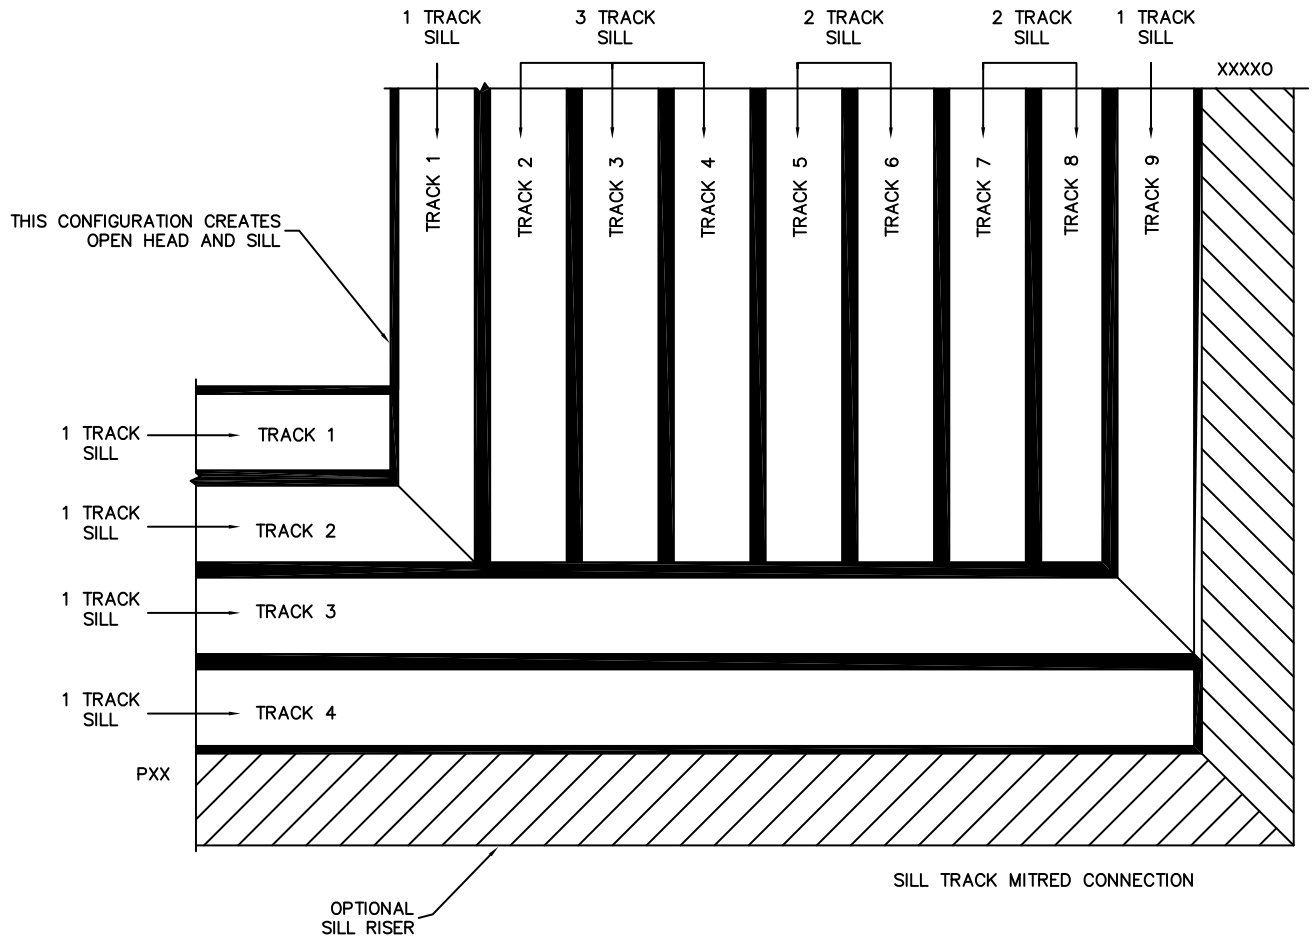 1 TRACK
SILL
3 TRACK
SILL
2 TRACK
SILL
2 TRACK
SILL
1 TRACK
SILL
XXXXO
TRACK 1
TRACK 2
TRACK 3
TRACK 4
TRACK 5
TRACK 6
TRACK 7
TRACK 8
TRACK 9
THIS CONFIGURATION CREATES
OPEN HEAD AND SILL
1 TRACK
SILL
TRACK 1
1 TRACK
SILL
TRACK 2
1 TRACK
SILL
TRACK 3
1 TRACK
SILL
TRACK 4
PXX
SILL TRACK MITRED CONNECTION
OPTIONAL
SILL RISER